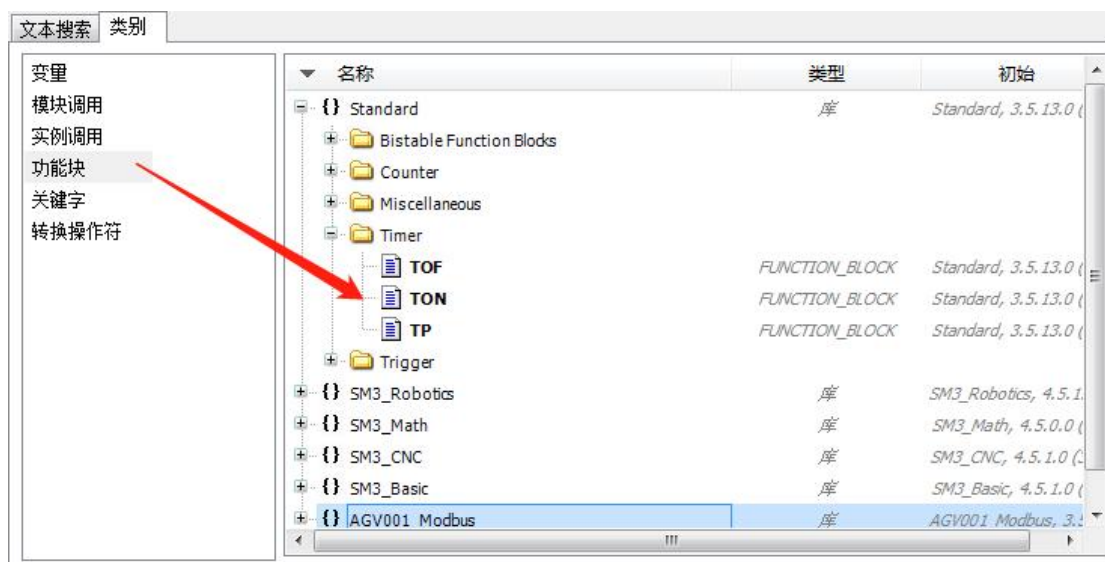 文本搜索 类别
变量
模块调用
实例调用
功能块
关键字
转换操作符
名称 类型 初始
{} Standard 库 Standard, 3.5.13.0 (
Bistable Function Blocks
Counter
Miscellaneous
Timer
TOF FUNCTION_BLOCK Standard, 3.5.13.0 (
TON FUNCTION_BLOCK Standard, 3.5.13.0 (
TP FUNCTION_BLOCK Standard, 3.5.13.0 (
Trigger
{} SM3_Robotics 库 SM3_Robotics, 4.5.1.
{} SM3_Math 库 SM3_Math, 4.5.0.0 (
{} SM3_CNC 库 SM3_CNC, 4.5.1.0 (
{} SM3_Basic 库 SM3_Basic, 4.5.1.0 (
{} AGV001_Modbus 库 AGV001_Modbus, 3.5